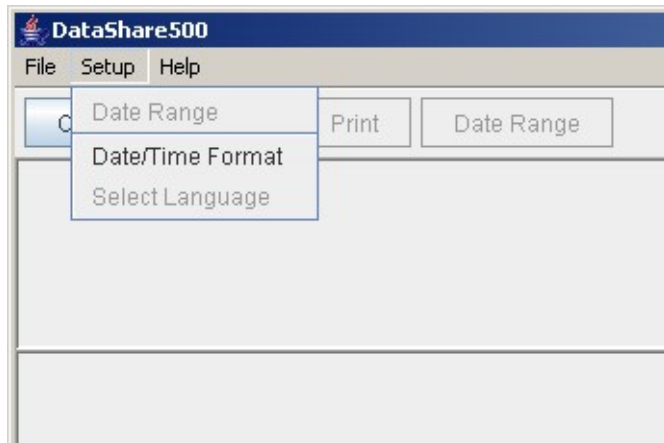 DataShare500
File Setup Help
Date Range
Print Date Range
Date/Time Format
Select Language